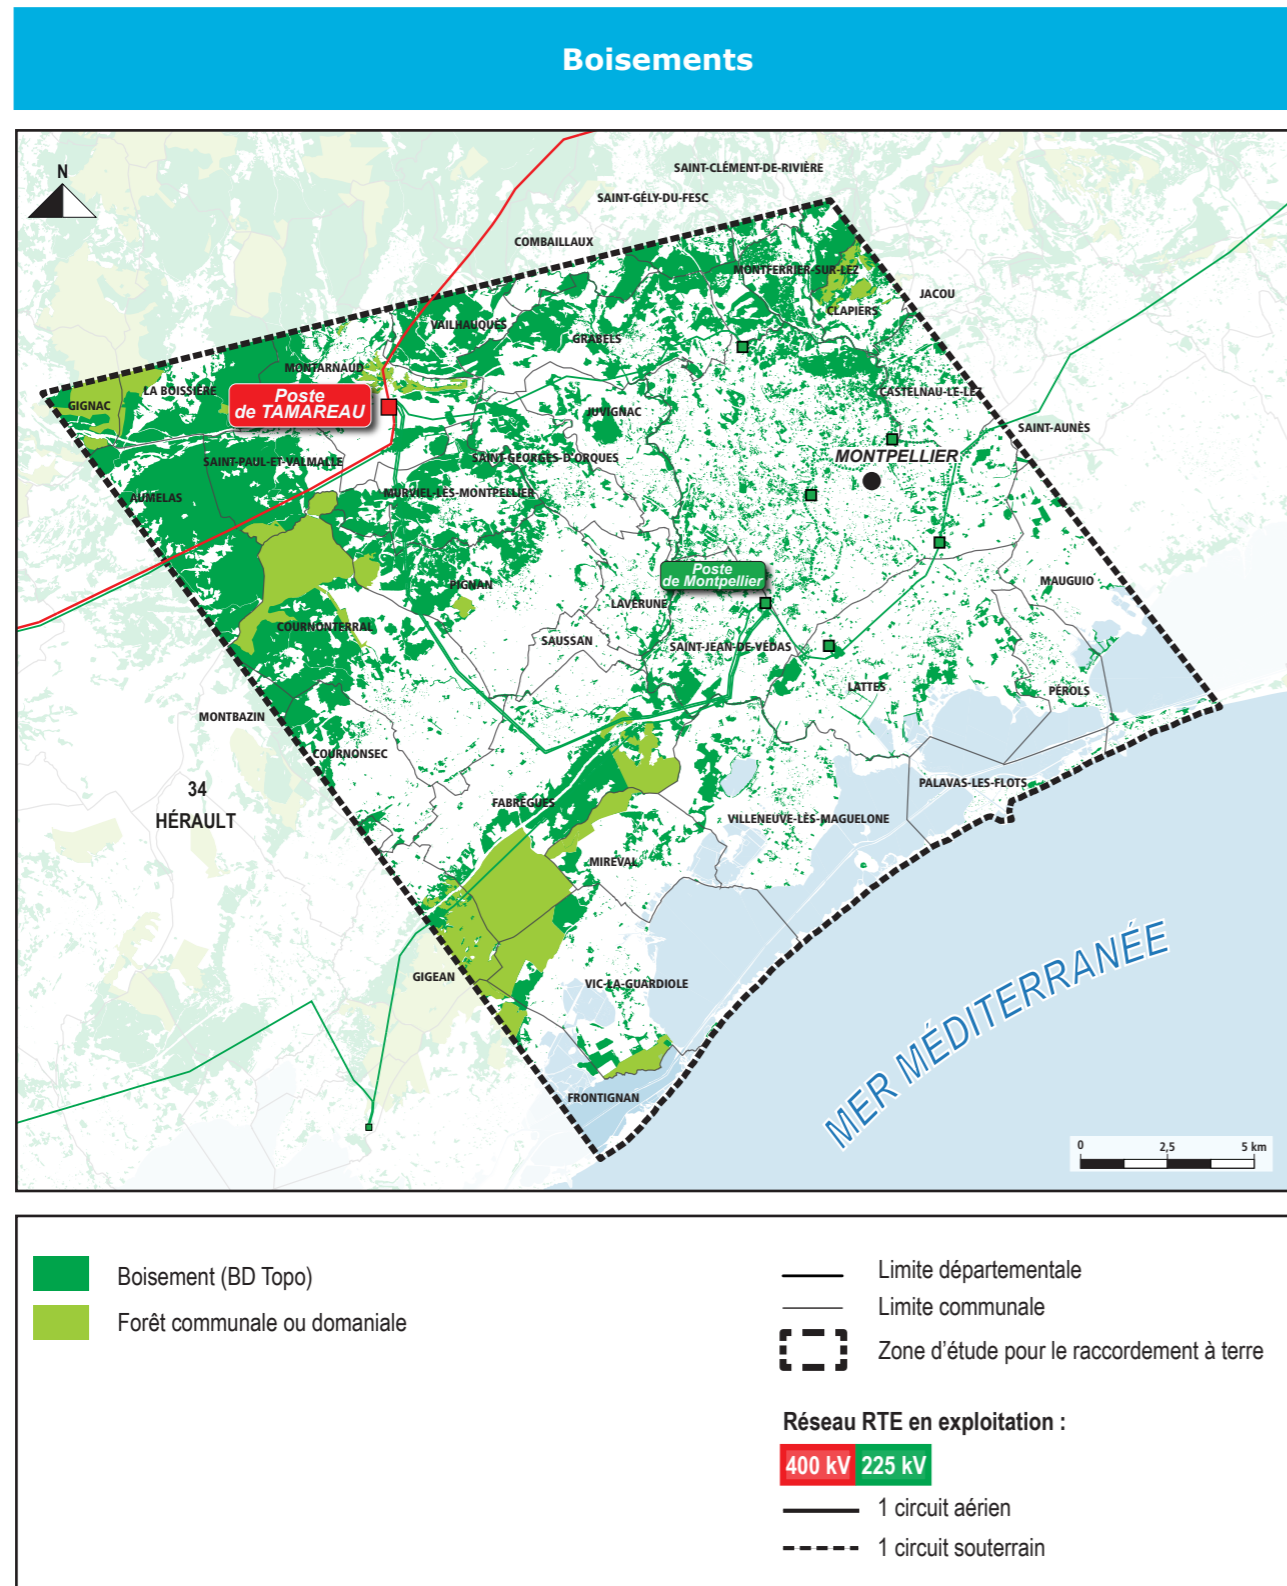 Boisements
N
SAINT-CLÉMENT-DE-RIVIÈRE
SAINT-GÉLY-DU-FESC
COMBAILLAUX
MONTFERRIER-SUR-LEZ
JACOU
CLAPIERS
VAILHAUQUÈS
GRABELS
MONTARNAUD
LA BOISSIÈRE
CASTELNAU-LE-LEZ
Poste
de TAMAREAU
GIGNAC
JUVIGNAC
SAINT-AUNÈS
MONTPELLIER
SAINT-PAUL-ET-VALMALLE
SAINT-GEORGES-D'ORQUES
MURVIEL-LÈS-MONTPELLIER
AUMELAS
Poste
de Montpellier
MAUGUIO
PIGNAN
LAVÉRUNE
COURNONTERRAL
SAUSSAN
SAINT-JEAN-DE-VÉDAS
LATTES
PÉROLS
MONTBAZIN
COURNONSEC
PALAVAS-LES-FLOTS
34
HÉRAULT
FABRÈGUES
VILLENEUVE-LÈS-MAGUELONE
MIREVAL
GIGEAN
VIC-LA-GUARDIOLE
MER MÉDITERRANÉE
FRONTIGNAN
0 2,5 5 km
Boisement (BD Topo)
Forêt communale ou domaniale
Limite départementale
Limite communale
Zone d'étude pour le raccordement à terre
Réseau RTE en exploitation :
400 kV 225 kV
1 circuit aérien
1 circuit souterrain